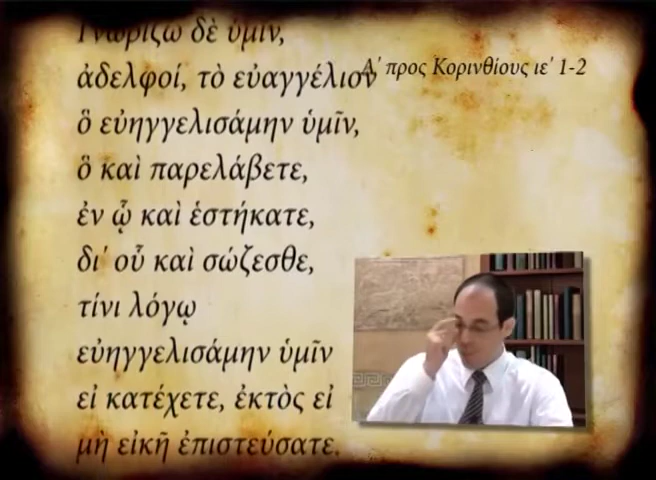 Γνωρίζω δὲ ὑμῖν,
ἀδελφοί, τὸ εὐαγγέλιον
Α' προς Κορινθίους ιε' 1-2
ὃ εὐηγγελισάμην ὑμῖν,
ὃ καὶ παρελάβετε,
ἐν ᾧ καὶ ἑστήκατε,
δι' οὗ καὶ σώζεσθε,
τίνι λόγῳ
εὐηγγελισάμην ὑμῖν
εἰ κατέχετε, ἐκτὸς εἰ
μὴ εἰκῆ ἐπιστεύσατε.